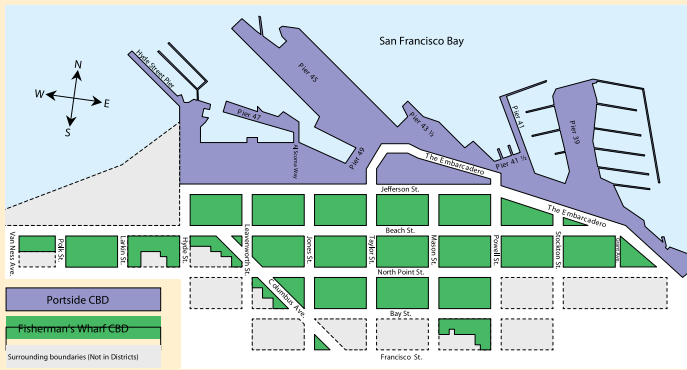 San Francisco Bay
N
W
E
S
Hyde Street Pier
Pier 45
Pier 47
Pier 43 ½
Pier 41
Pier 39
Scoma Way
Pier 49
The Embarcadero
Pier 41 ½
Jefferson St.
The Embarcadero
Beach St.
Van Ness Ave.
Polk St.
Larkin St.
Hyde St.
Leavenworth St.
Jones St.
Taylor St.
Mason St.
Powell St.
Stockton St.
North Point St.
Columbus Ave.
Bay St.
Francisco St.
Portside CBD
Fisherman's Wharf CBD
Surrounding boundaries (Not in Districts)